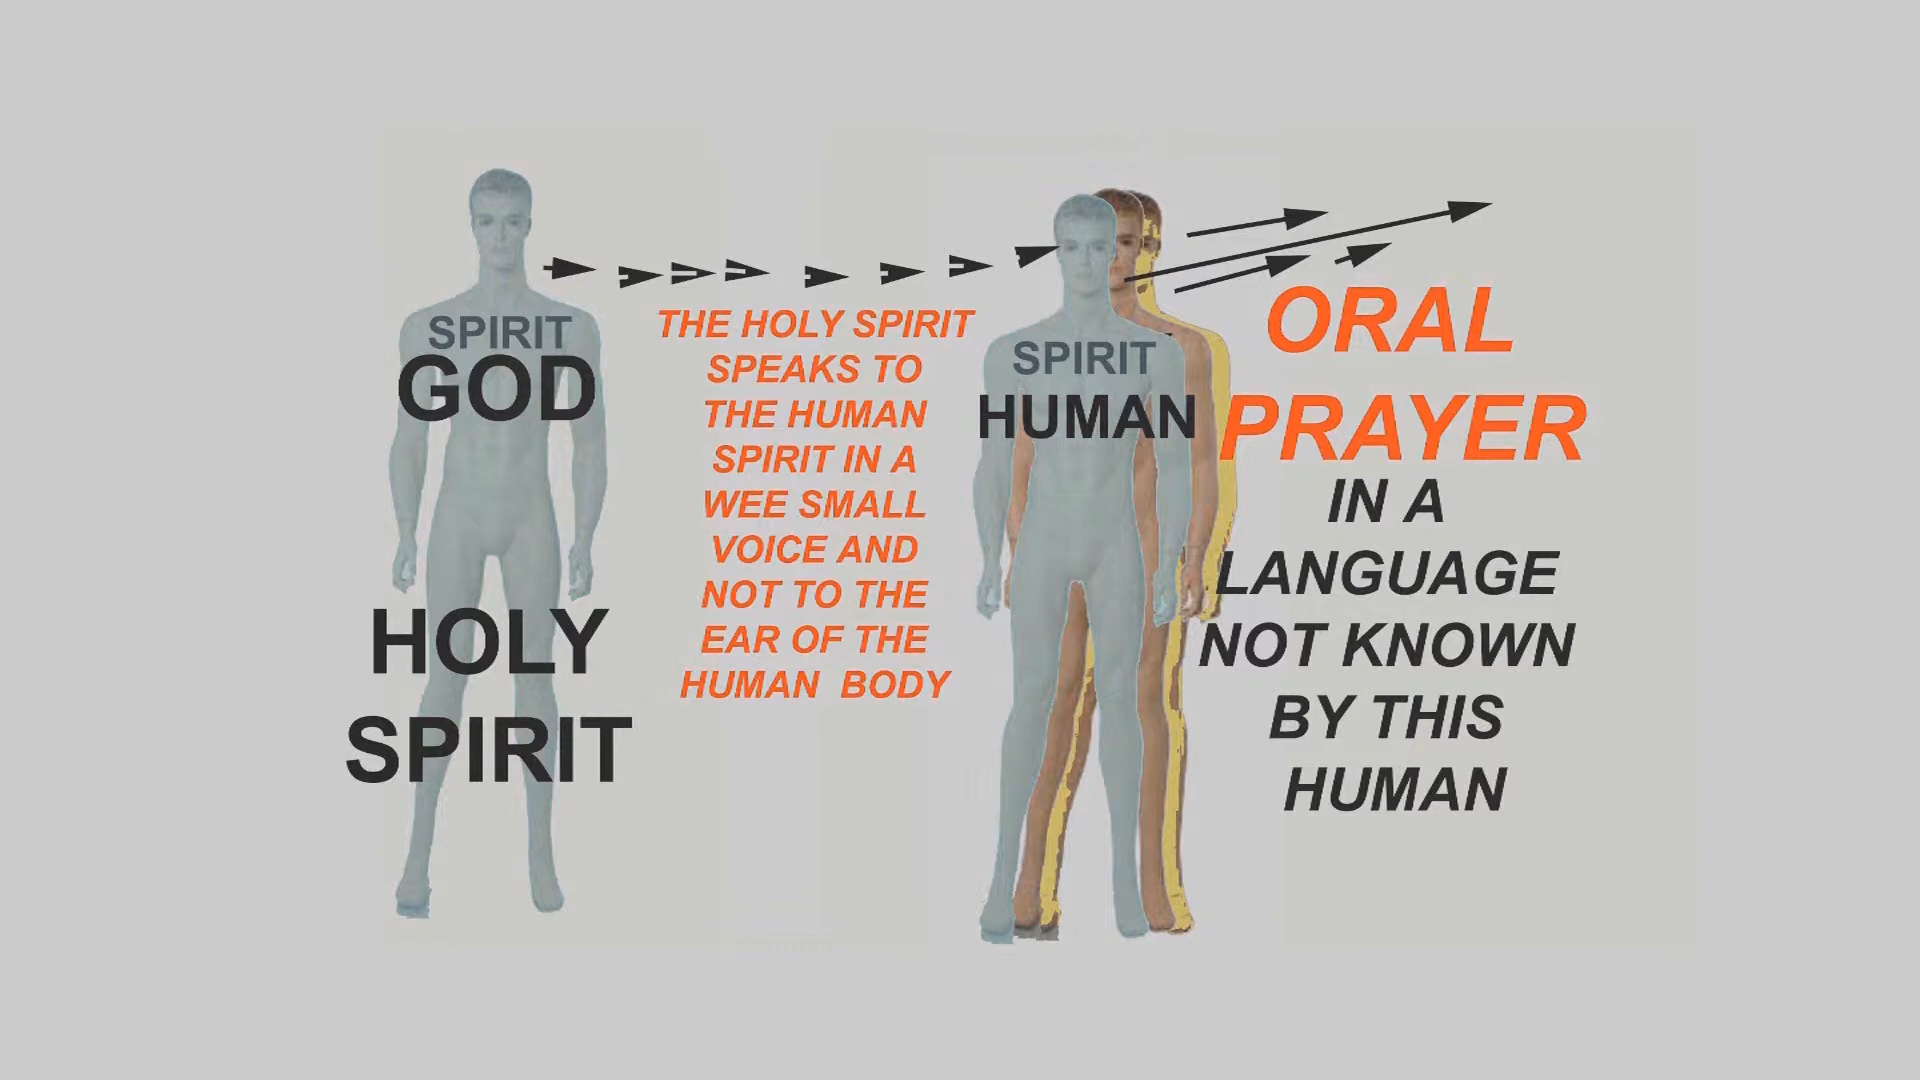 SPIRIT
GOD
HOLY
SPIRIT
THE HOLY SPIRIT
SPEAKS TO
THE HUMAN
SPIRIT IN A
WEE SMALL
VOICE AND
NOT TO THE
EAR OF THE
HUMAN BODY
SPIRIT
HUMAN
ORAL
PRAYER
IN A
LANGUAGE
NOT KNOWN
BY THIS
HUMAN